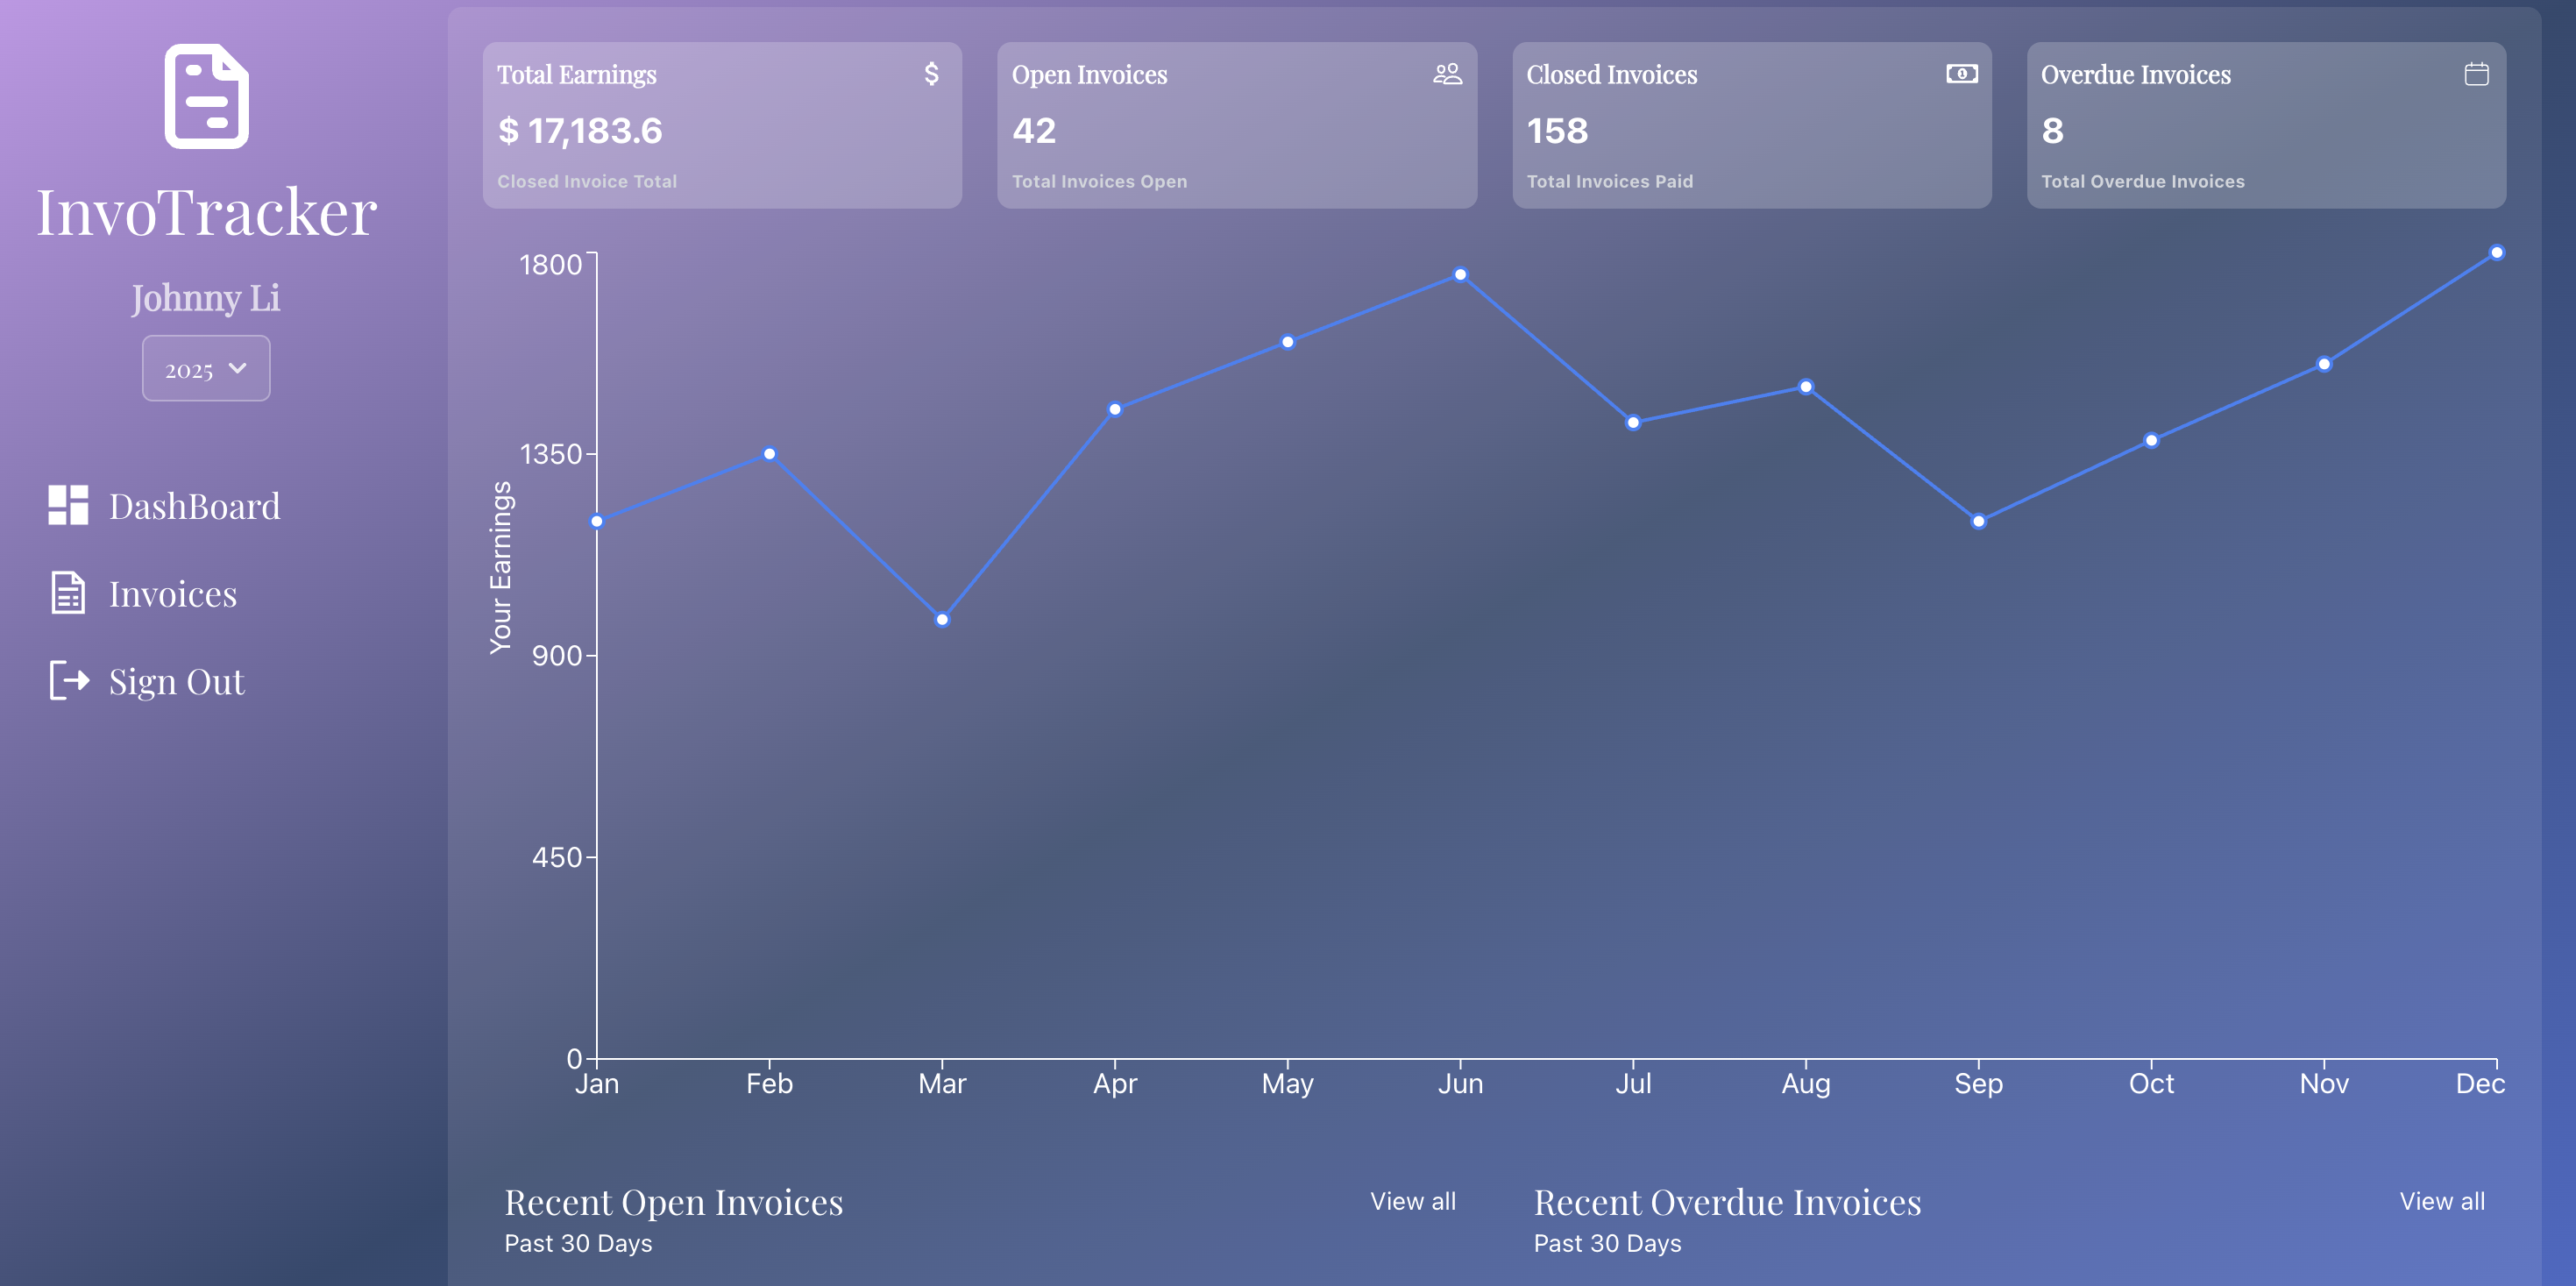 InvoTracker
Johnny Li
2025
DashBoard
Invoices
Sign Out
Total Earnings
$ 17,183.6
Closed Invoice Total
Open Invoices
42
Total Invoices Open
Closed Invoices
158
Total Invoices Paid
Overdue Invoices
8
Total Overdue Invoices
Your Earnings
1800
1350
900
450
0
Jan Feb Mar Apr May Jun Jul Aug Sep Oct Nov Dec
Recent Open Invoices
View all
Past 30 Days
Recent Overdue Invoices
View all
Past 30 Days